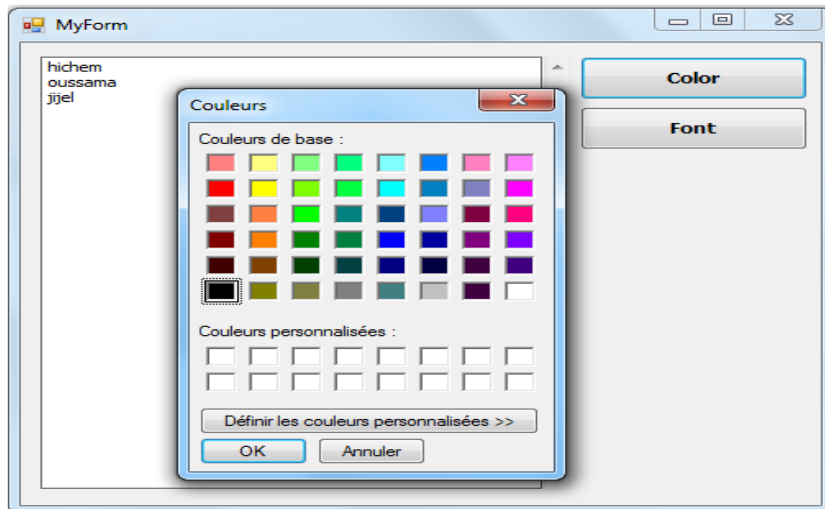 MyForm
hichem
oussama
jijel
Color
Font
Couleurs
Couleurs de base :
Couleurs personnalisées :
Définir les couleurs personnalisées >>
OK
Annuler